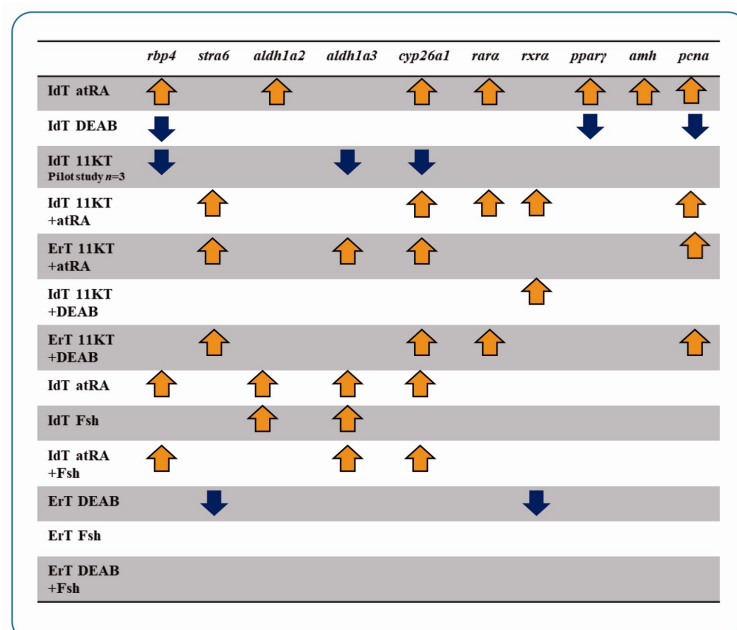 rbp4 stra6 aldh1a2 aldh1a3 cyp26a1 rarα rxrα pparγ amh pcna
IdT atRA
IdT DEAB
IdT 11KT
Pilot study n=3
IdT 11KT
+atRA
ErT 11KT
+atRA
IdT 11KT
+DEAB
ErT 11KT
+DEAB
IdT atRA
IdT Fsh
IdT atRA
+Fsh
ErT DEAB
ErT Fsh
ErT DEAB
+Fsh